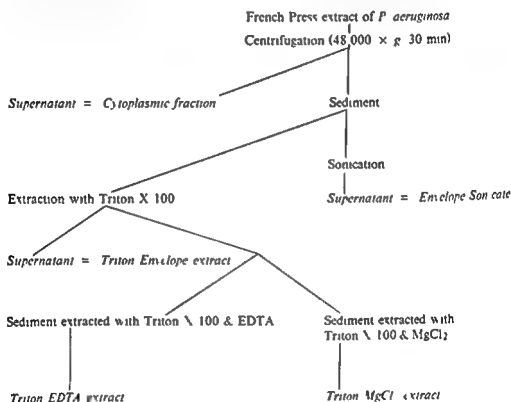 French Press extract of P aeruginosa
Centrifugation (48,000 × g 30 min)
Supernatant = Cytoplasmic fraction
Sediment
Sonication
Extraction with Triton X 100
Supernatant = Envelope Son cate
Supernatant = Triton Envelope extract
Sediment extracted with Triton \ 100 & EDTA
Sediment extracted with
Triton \ 100 & MgCl₂
Triton EDTA extract
Triton MgCl extract